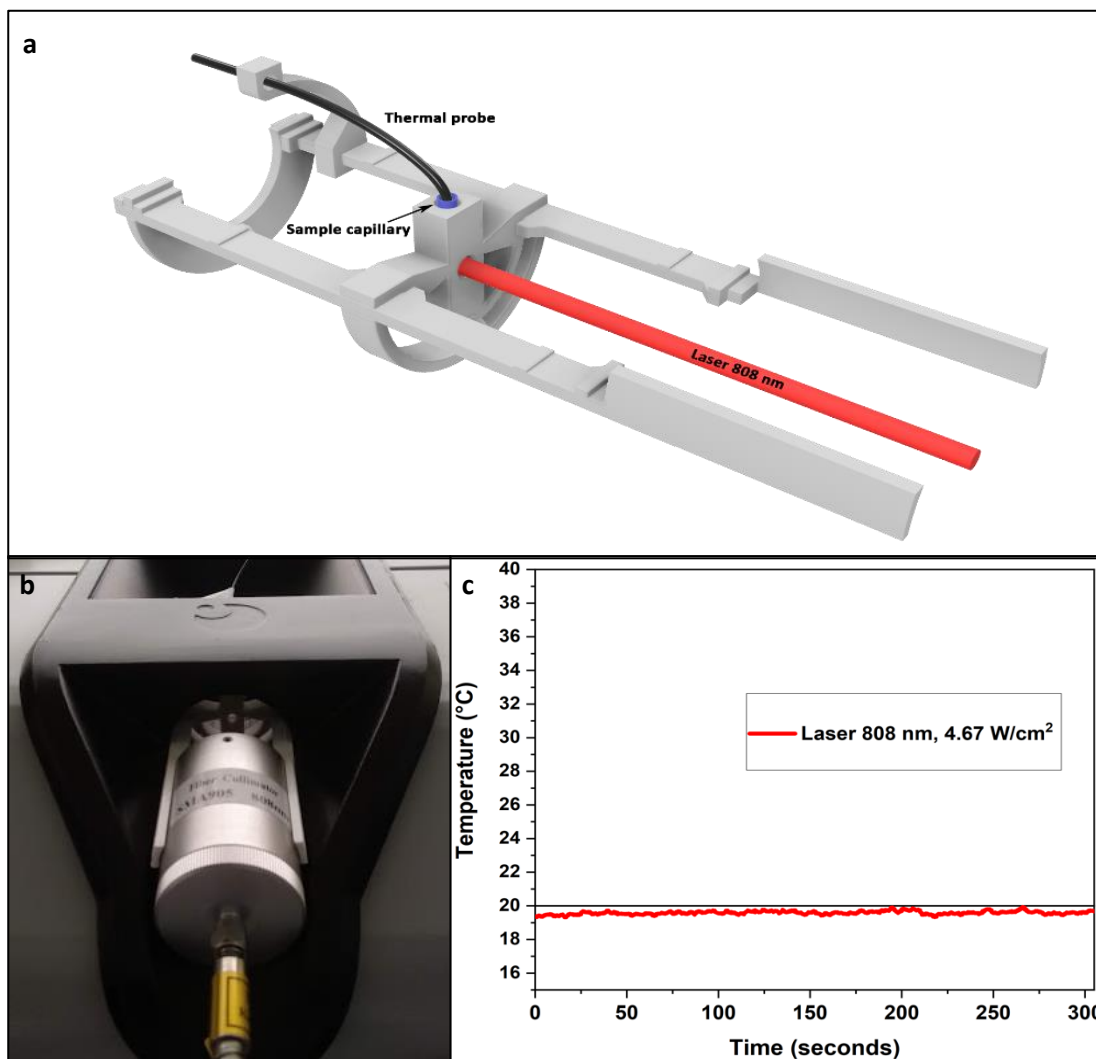 a
Thermal probe
Sample capillary
Laser 808 nm
b
Fiber Collimator
SMA905 808nm
c
40
38
36
34
32
30
28
26
24
22
20
18
16
Temperature (°C)
Laser 808 nm, 4.67 W/cm²
0 50 100 150 200 250 300
Time (seconds)